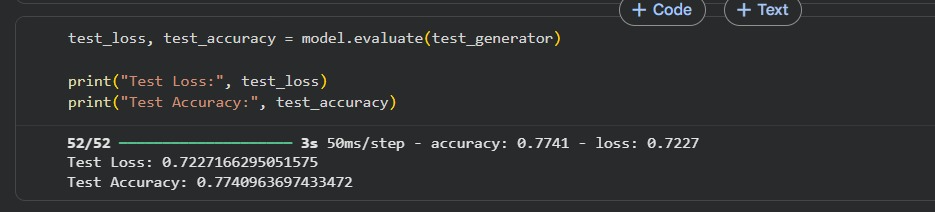 + Code + Text
test_loss, test_accuracy = model.evaluate(test_generator)
print("Test Loss:", test_loss)
print("Test Accuracy:", test_accuracy)
52/52 ━━━━━━━━━━━━━━━━━━━━ 3s 50ms/step - accuracy: 0.7741 - loss: 0.7227
Test Loss: 0.7227166295051575
Test Accuracy: 0.7740963697433472